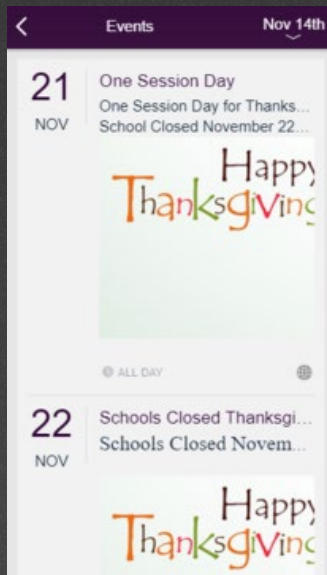 Events
Nov 14th
21
NOV
One Session Day
One Session Day for Thanks...
School Closed November 22...
Happy
Thanksgiving
ALL DAY
22
NOV
Schools Closed Thanksgi...
Schools Closed Novem...
Happy
Thanksgiving